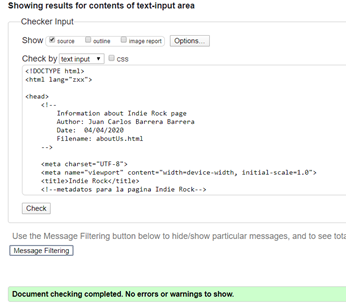 Showing results for contents of text-input area
Checker Input
Show source outline image report Options...
Check by text input css
<!DOCTYPE html>
<html lang="zxx">
<head>
<!--
Information about Indie Rock page
Author: Juan Carlos Barrera Barrera
Date: 04/04/2020
Filename: aboutUs.html
-->
<meta charset="UTF-8">
<meta name="viewport" content="width=device-width, initial-scale=1.0">
<title>Indie Rock</title>
<!--metadatos para la pagina Indie Rock-->
Check
Use the Message Filtering button below to hide/show particular messages, and to see tota
Message Filtering
Document checking completed. No errors or warnings to show.